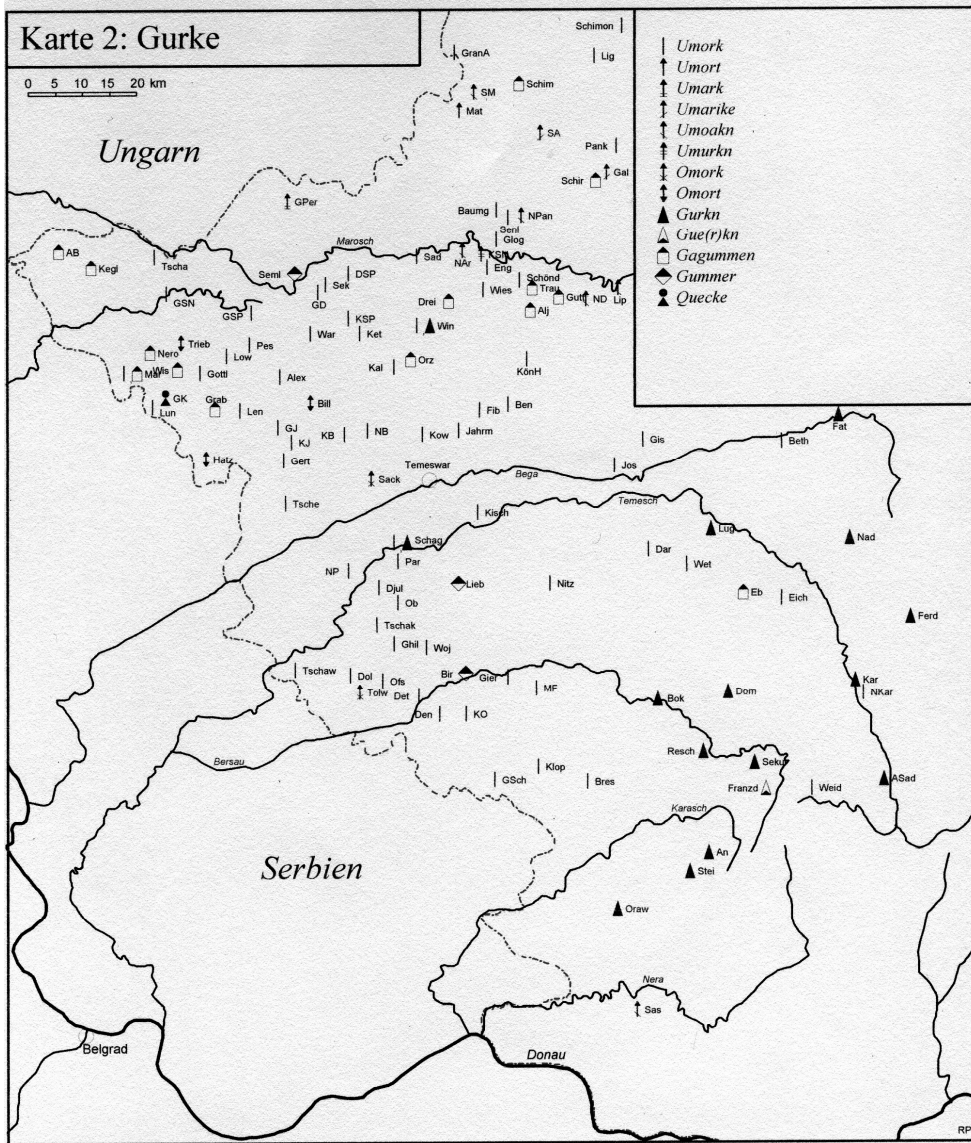 Karte 2: Gurke
0 5 10 15 20 km
Umork
Umort
Umark
Umarike
Umoakn
Umurkn
Omork
Omort
Gurkn
Gue(r)kn
Gagummen
Gummer
Quecke
Schimon
GranA
Lig
SM
Schim
Mat
SA
Ungarn
Pank
Schir
Gal
GPer
Baumg
NPan
Glog
Marosch
AB
Kegl
Tscha
Seml
DSP
Sad
NAr
KSN
Eng
Sek
GD
Wies
Schönd
Trau
Gutt
ND
Lip
GSN
GSP
Drei
Alj
KSP
War
Ket
Win
Trieb
Pes
Nero
Low
Wis
Mar
Gottl
Alex
Kal
Orz
KönH
GK
Grab
Lun
Len
Bill
Fib
Ben
Fat
GJ
KJ
KB
NB
Kow
Jahrm
Gis
Beth
Hatz
Gert
Sack
Temeswar
Bega
Jos
Tsche
Kisch
Temesch
Lug
Nad
Schag
Par
Dar
Wet
NP
Djul
Lieb
Nitz
Eb
Eich
Ob
Ferd
Tschak
Ghil
Woj
Tschaw
Dol
Ofs
Bir
Gier
Tolw
Det
MF
Bok
Dom
Kar
NKar
Den
KO
Bersau
Resch
Seku
Klop
GSch
Bres
Franzd
Weid
ASad
Karasch
Serbien
An
Stei
Oraw
Nera
Sas
Belgrad
Donau
RP